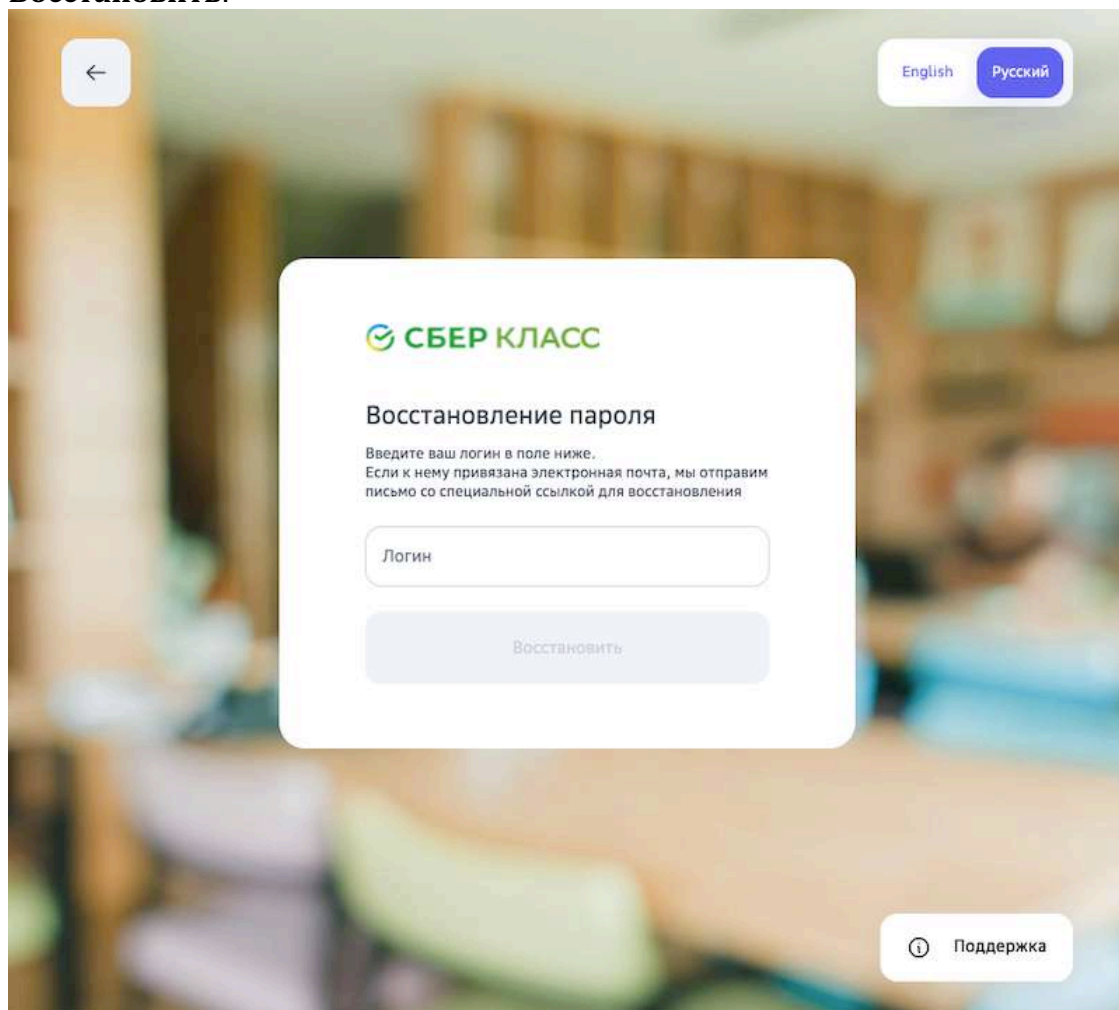 Восстановить.
English
Русский
СБЕР КЛАСС
Восстановление пароля
Введите ваш логин в поле ниже.
Если к нему привязана электронная почта, мы отправим
письмо со специальной ссылкой для восстановления
Логин
Восстановить
Поддержка